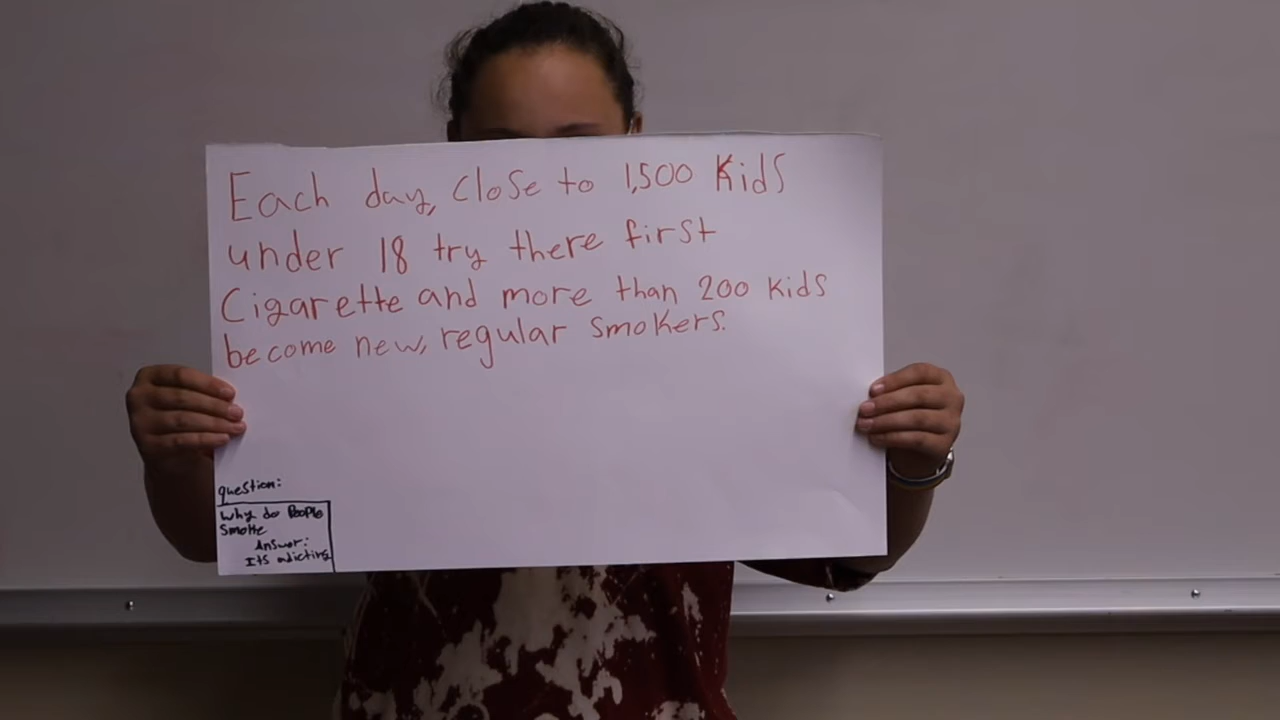 Each day, close to 1,500 Kids
under 18 try there first
Cigarette and more than 200 kids
become new, regular smokers.
question:
Why do People
Smoke
Answer:
Its adicting